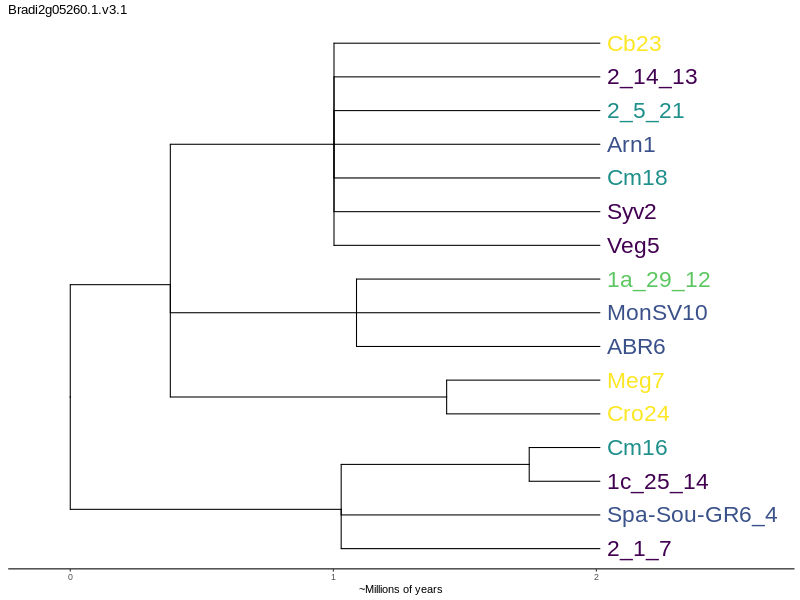 Bradi2g05260.1.v3.1
Cb23
2_14_13
2_5_21
Arn1
Cm18
Syv2
Veg5
1a_29_12
MonSV10
ABR6
Meg7
Cro24
Cm16
1c_25_14
Spa-Sou-GR6_4
2_1_7
0 1 2
~Millions of years